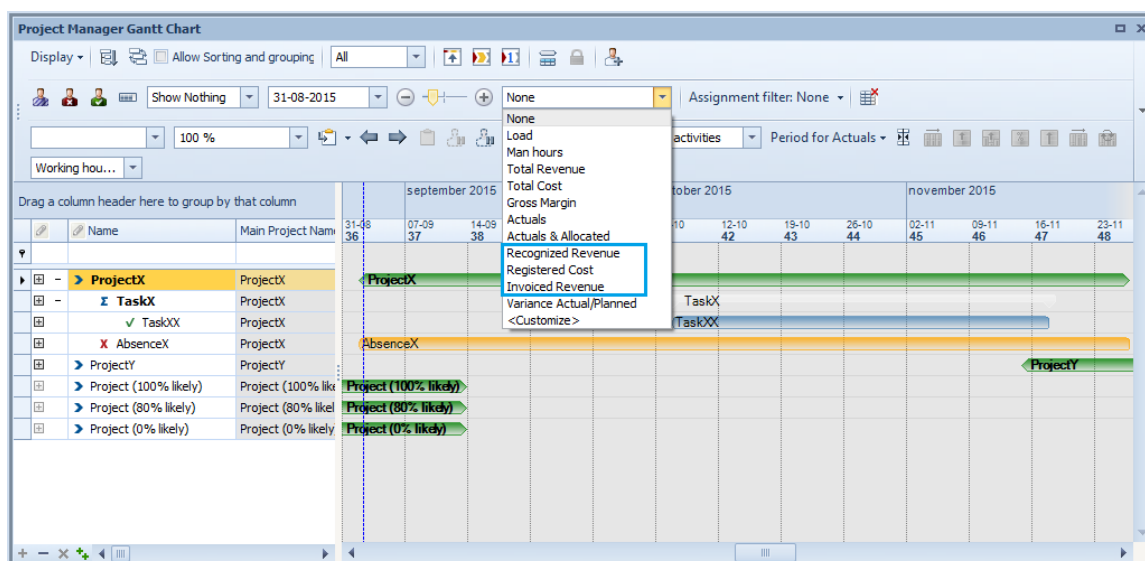 Project Manager Gantt Chart
Display Allow Sorting and grouping All
Show Nothing 31-08-2015 None Assignment filter: None
None
Load
Man hours
Total Revenue
Total Cost
Gross Margin
Actuals
Actuals & Allocated
Recognized Revenue
Registered Cost
Invoiced Revenue
Variance Actual/Planned
<Customize>
100 % activities Period for Actuals
Working hou...
Drag a column header here to group by that column
september 2015 tober 2015 november 2015
Name Main Project Name
31-08 07-09 14-09 -10 12-10 19-10 26-10 02-11 09-11 16-11 23-11
36 37 38 42 43 44 45 46 47 48
ProjectX ProjectX ProjectX
Σ TaskX ProjectX TaskX
TaskXX ProjectX TaskXX
X AbsenceX ProjectX AbsenceX
ProjectY ProjectY ProjectY
Project (100% likely) Project (100% like Project (100% likely)
Project (80% likely) Project (80% likel Project (80% likely)
Project (0% likely) Project (0% likely Project (0% likely)